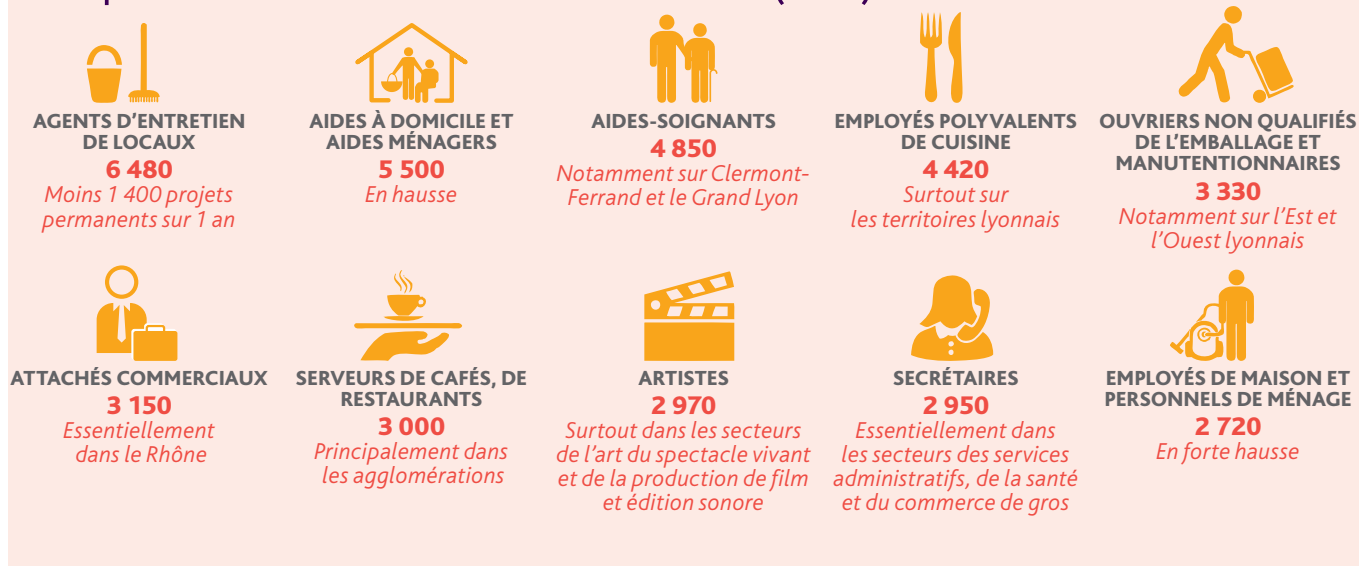 AGENTS D'ENTRETIEN
DE LOCAUX
6 480
Moins 1 400 projets
permanents sur 1 an
AIDES À DOMICILE ET
AIDES MÉNAGERS
5 500
En hausse
AIDES-SOIGNANTS
4 850
Notamment sur Clermont-
Ferrand et le Grand Lyon
EMPLOYÉS POLYVALENTS
DE CUISINE
4 420
Surtout sur
les territoires lyonnais
OUVRIERS NON QUALIFIÉS
DE L'EMBALLAGE ET
MANUTENTIONNAIRES
3 330
Notamment sur l'Est et
l'Ouest lyonnais
ATTACHÉS COMMERCIAUX
3 150
Essentiellement
dans le Rhône
SERVEURS DE CAFÉS, DE
RESTAURANTS
3 000
Principalement dans
les agglomérations
ARTISTES
2 970
Surtout dans les secteurs
de l'art du spectacle vivant
et de la production de film
et édition sonore
SECRÉTAIRES
2 950
Essentiellement dans
les secteurs des services
administratifs, de la santé
et du commerce de gros
EMPLOYÉS DE MAISON ET
PERSONNELS DE MÉNAGE
2 720
En forte hausse